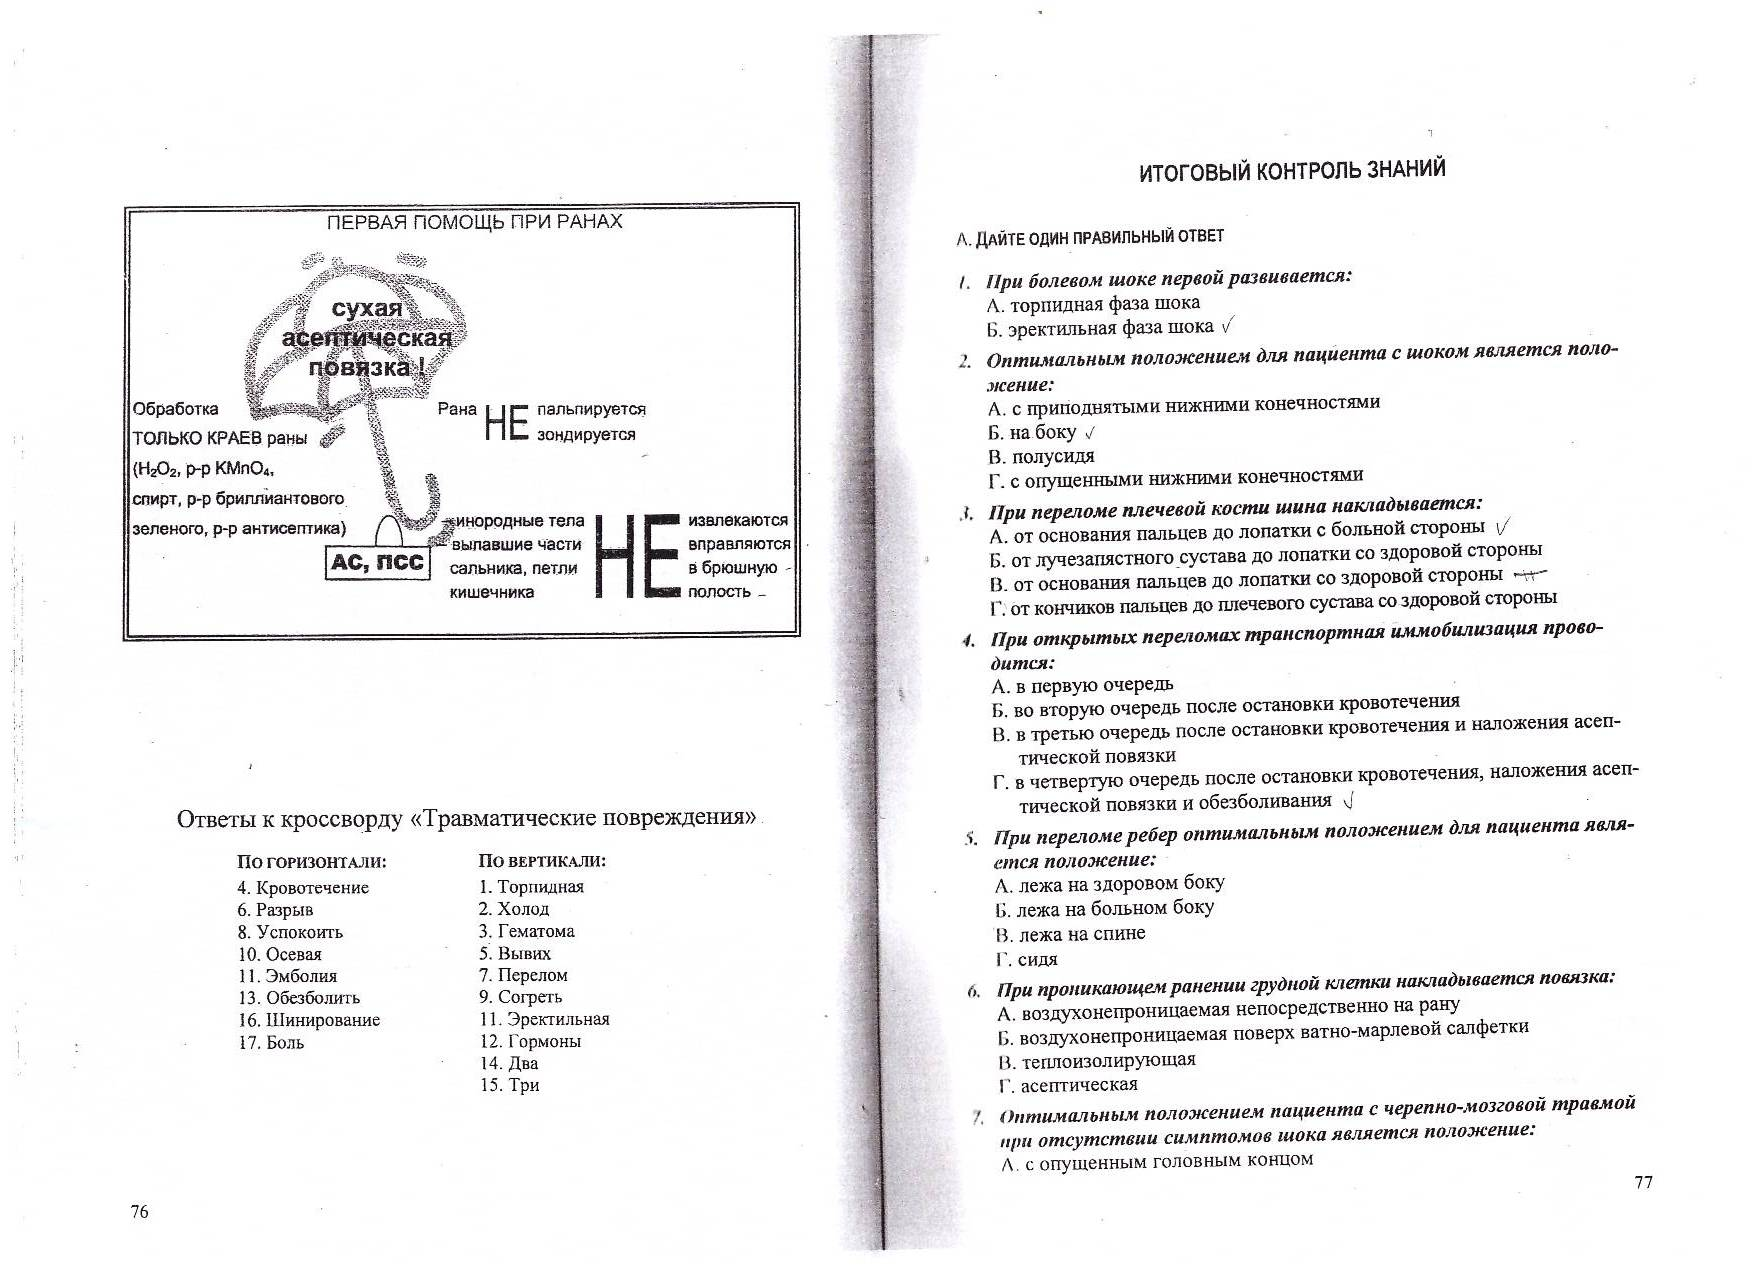 ПЕРВАЯ ПОМОЩЬ ПРИ РАНАХ
сухая
асептическая
повязка !
Обработка
ТОЛЬКО КРАЕВ раны
(H₂O₂, р-р KMnO₄,
спирт, р-р бриллиантового
зеленого, р-р антисептика)
Рана НЕ пальпируется
зондируется
АС, ПСС
инородные тела НЕ извлекаются
выпавшие части вправляются
сальника, петли в брюшную
кишечника полость
Ответы к кроссворду «Травматические повреждения»
ПО ГОРИЗОНТАЛИ:
4. Кровотечение
6. Разрыв
8. Успокоить
10. Осевая
11. Эмболия
13. Обезболить
16. Шинирование
17. Боль
ПО ВЕРТИКАЛИ:
1. Торпидная
2. Холод
3. Гематома
5. Вывих
7. Перелом
9. Согреть
11. Эректильная
12. Гормоны
14. Два
15. Три
76
ИТОГОВЫЙ КОНТРОЛЬ ЗНАНИЙ
А. ДАЙТЕ ОДИН ПРАВИЛЬНЫЙ ОТВЕТ
1. При болевом шоке первой развивается:
А. торпидная фаза шока
Б. эректильная фаза шока √
2. Оптимальным положением для пациента с шоком является поло-
жение:
А. с приподнятыми нижними конечностями
Б. на боку √
В. полусидя
Г. с опущенными нижними конечностями
3. При переломе плечевой кости шина накладывается:
А. от основания пальцев до лопатки с больной стороны √
Б. от лучезапястного сустава до лопатки со здоровой стороны
В. от основания пальцев до лопатки со здоровой стороны
Г. от кончиков пальцев до плечевого сустава со здоровой стороны
4. При открытых переломах транспортная иммобилизация прово-
дится:
А. в первую очередь
Б. во вторую очередь после остановки кровотечения
В. в третью очередь после остановки кровотечения и наложения асеп-
тической повязки
Г. в четвертую очередь после остановки кровотечения, наложения асеп-
тической повязки и обезболивания √
5. При переломе ребер оптимальным положением для пациента явля-
ется положение:
А. лежа на здоровом боку
Б. лежа на больном боку
В. лежа на спине
Г. сидя
6. При проникающем ранении грудной клетки накладывается повязка:
А. воздухонепроницаемая непосредственно на рану
Б. воздухонепроницаемая поверх ватно-марлевой салфетки
В. теплоизолирующая
Г. асептическая
7. Оптимальным положением пациента с черепно-мозговой травмой
при отсутствии симптомов шока является положение:
А. с опущенным головным концом
77